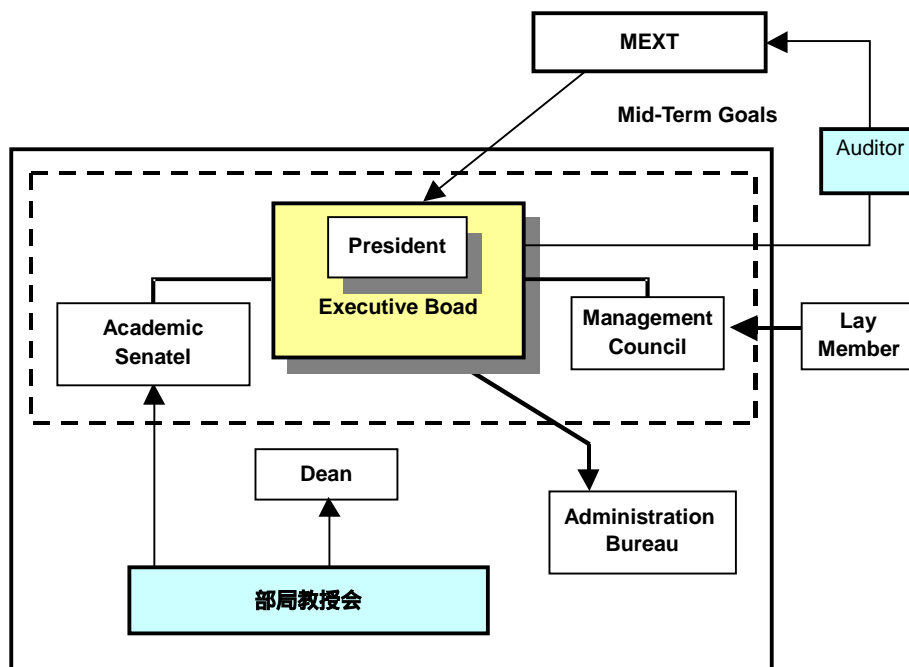 MEXT
Mid-Term Goals
Auditor
President
Executive Boad
Academic
Senatel
Management
Council
Lay
Member
Dean
Administration
Bureau
部局教授会